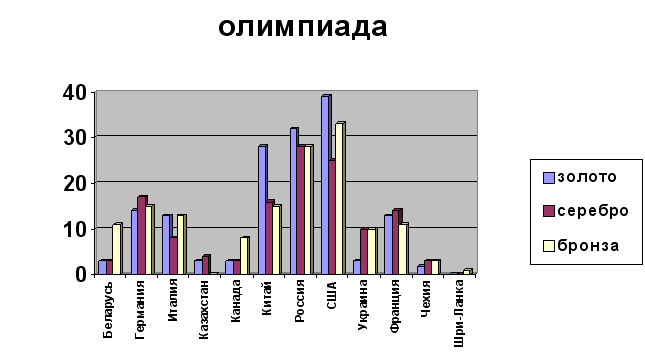 олимпиада
40
30
20
10
0
Беларусь
Германия
Италия
Казахстан
Канада
Китай
Россия
США
Украина
Франция
Чехия
Шри-Ланка
золото
серебро
бронза